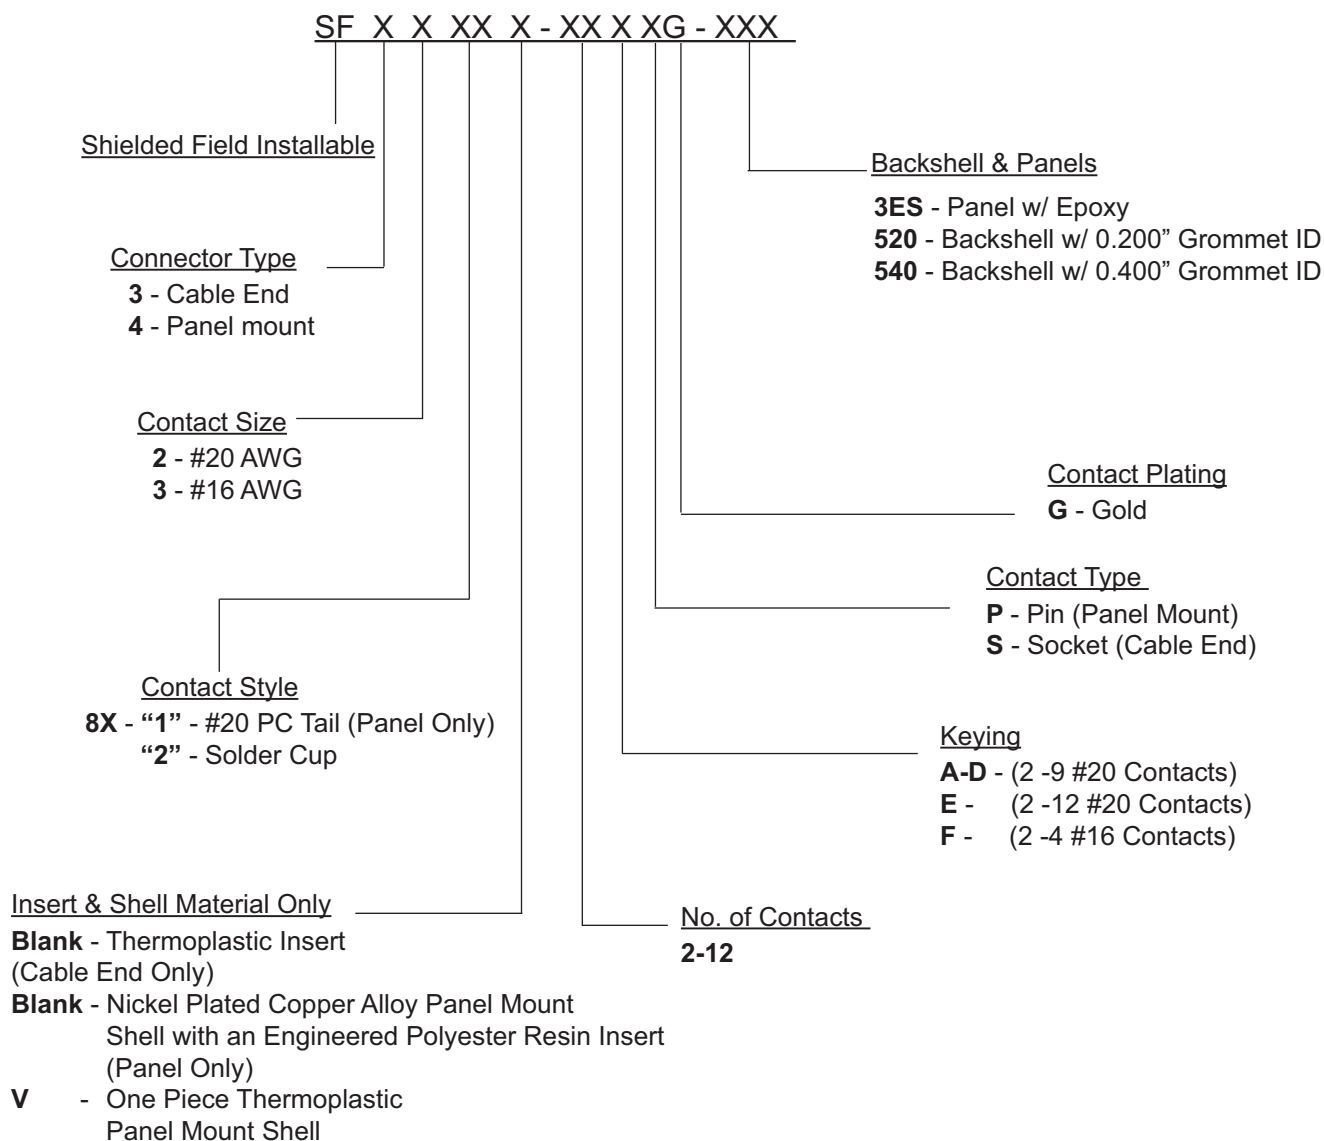 SF X X XX X - XX X XG - XXX
Shielded Field Installable
Backshell & Panels
3ES - Panel w/ Epoxy
520 - Backshell w/ 0.200” Grommet ID
540 - Backshell w/ 0.400” Grommet ID
Connector Type
3 - Cable End
4 - Panel mount
Contact Size
2 - #20 AWG
3 - #16 AWG
Contact Plating
G - Gold
Contact Type
P - Pin (Panel Mount)
S - Socket (Cable End)
Contact Style
8X - “1” - #20 PC Tail (Panel Only)
“2” - Solder Cup
Keying
A-D - (2 -9 #20 Contacts)
E - (2 -12 #20 Contacts)
F - (2 -4 #16 Contacts)
Insert & Shell Material Only
Blank - Thermoplastic Insert
(Cable End Only)
Blank - Nickel Plated Copper Alloy Panel Mount
Shell with an Engineered Polyester Resin Insert
(Panel Only)
V - One Piece Thermoplastic
Panel Mount Shell
No. of Contacts
2-12